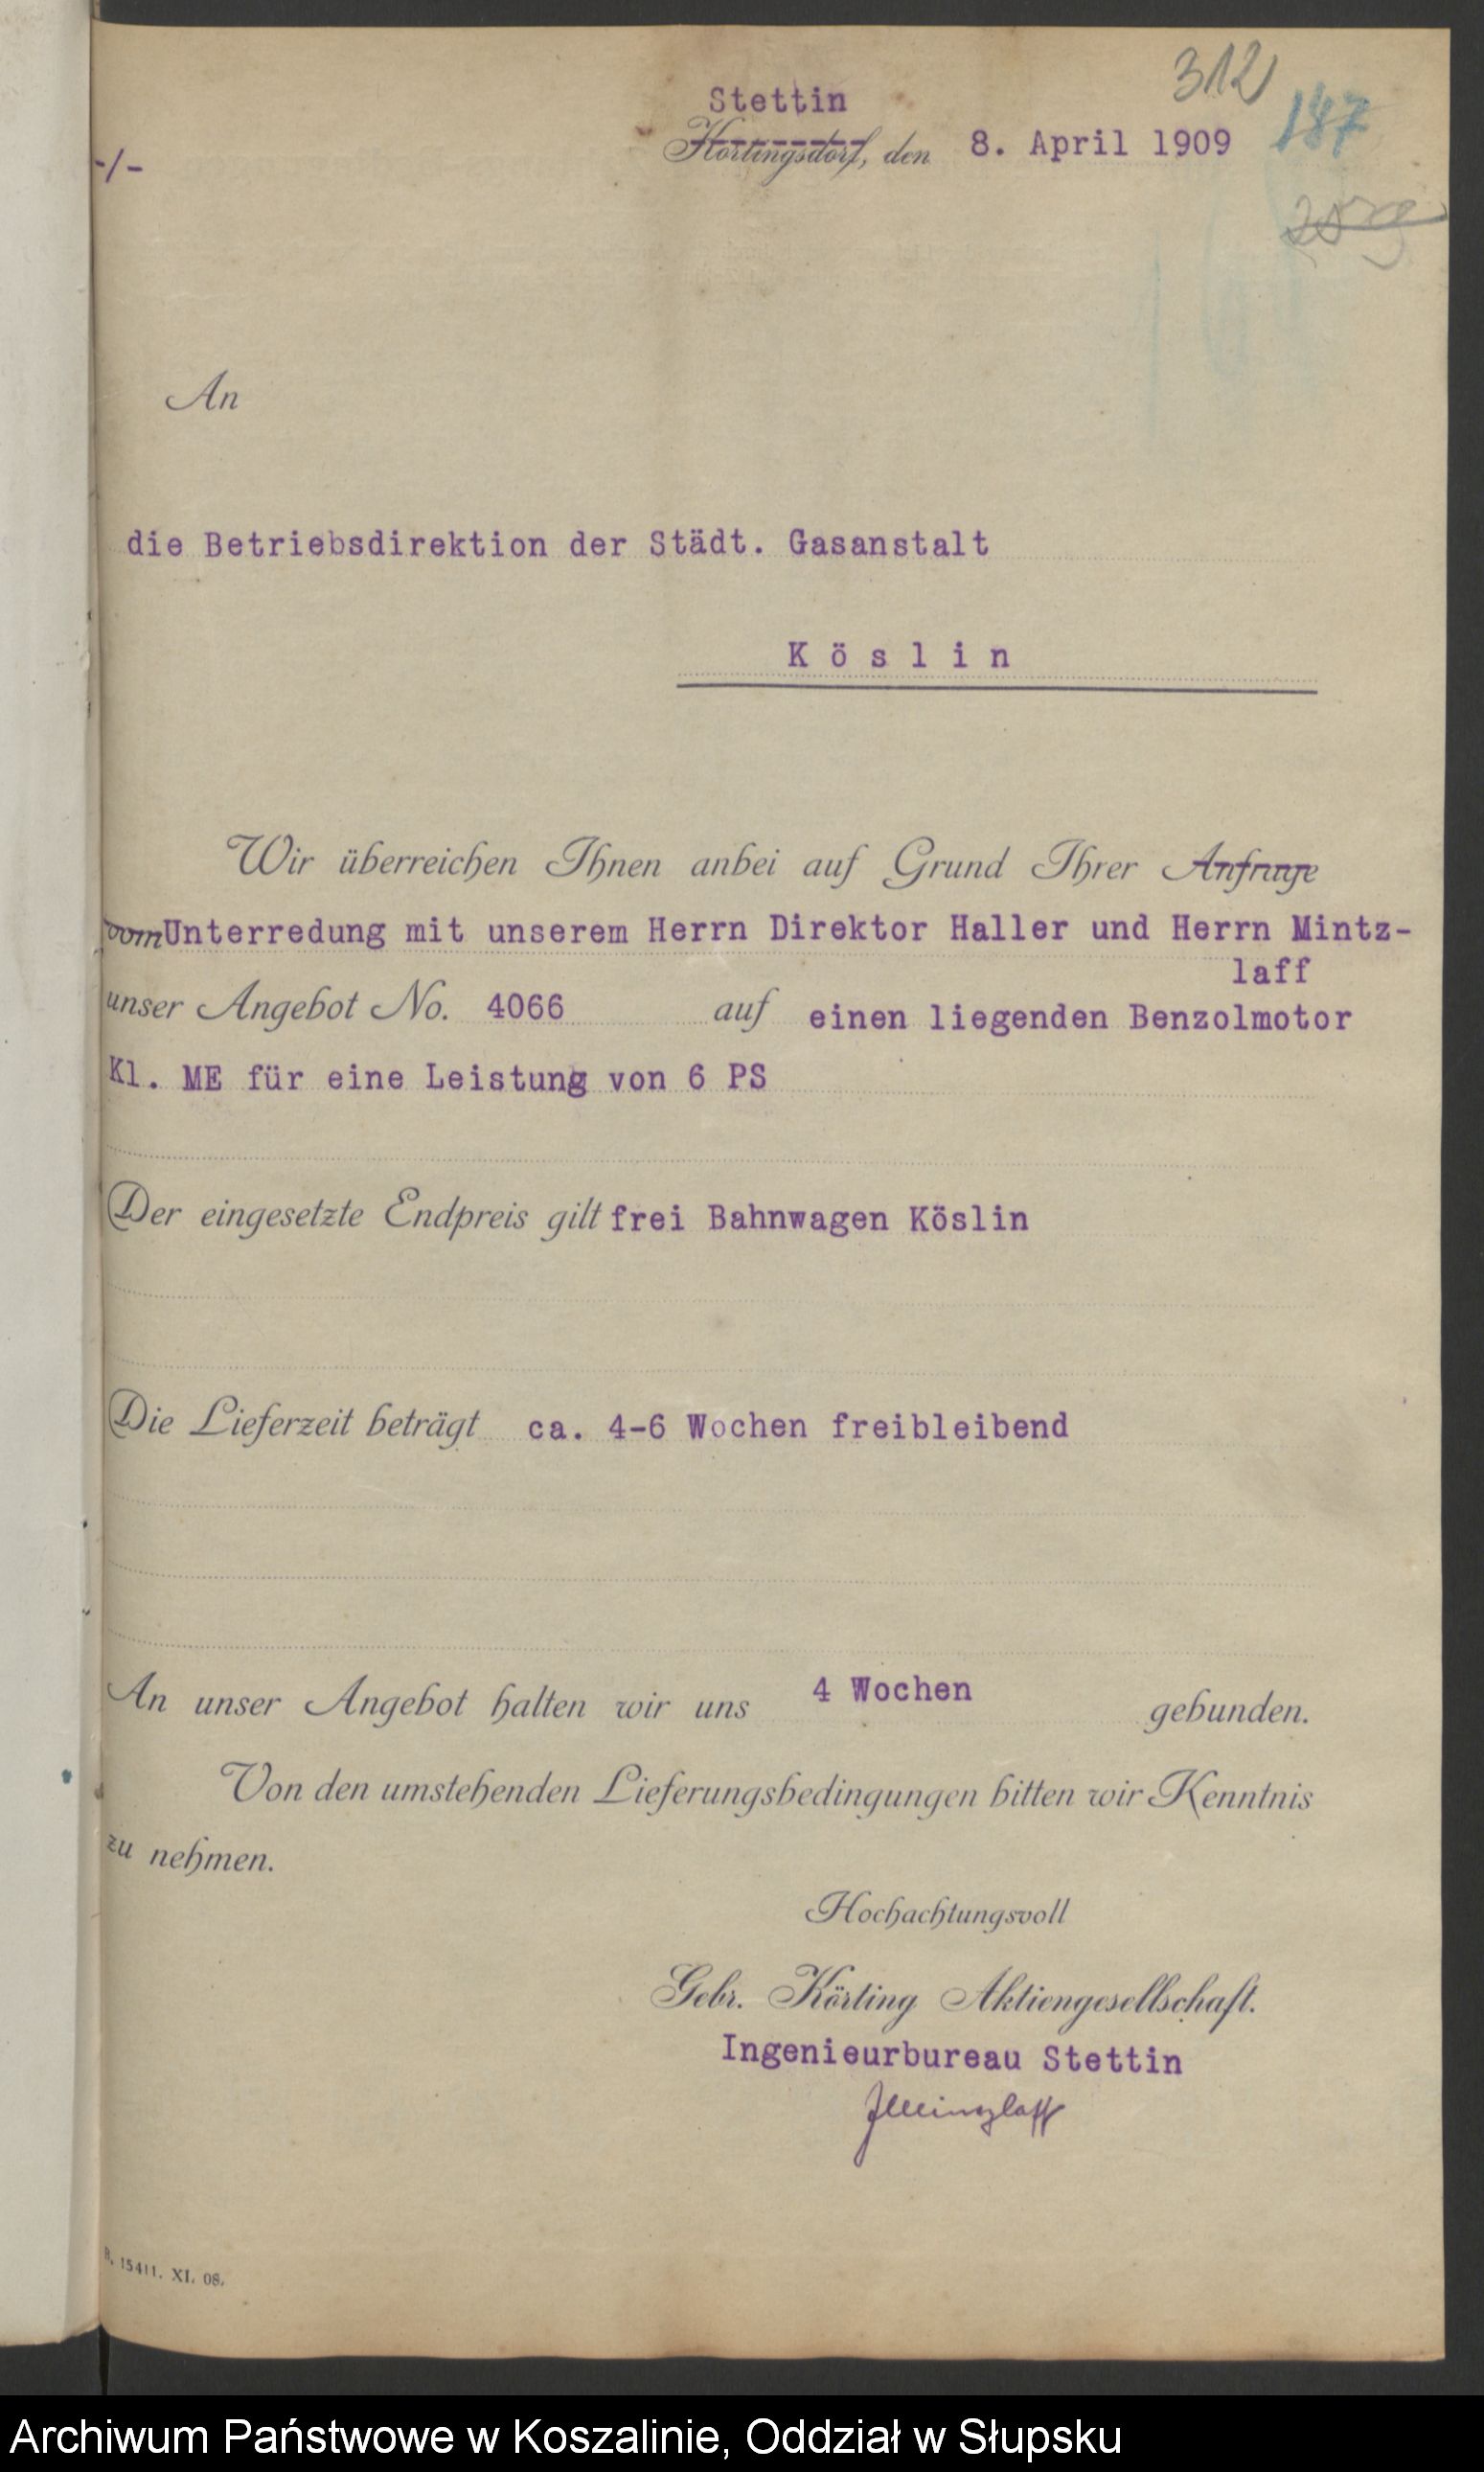 312
Stettin
187
Körtingsdorf, den 8. April 1909
-/-
An
die Betriebsdirektion der Städt. Gasanstalt
Köslin
Wir überreichen Ihnen anbei auf Grund Ihrer Anfrage
vom Unterredung mit unserem Herrn Direktor Haller und Herrn Mintz-
laff
unser Angebot No. 4066 auf einen liegenden Benzolmotor
Kl. ME für eine Leistung von 6 PS
Der eingesetzte Endpreis gilt frei Bahnwagen Köslin
Die Lieferzeit beträgt ca. 4-6 Wochen freibleibend
An unser Angebot halten wir uns 4 Wochen gebunden.
Von den umstehenden Lieferungsbedingungen bitten wir Kenntnis
zu nehmen.
Hochachtungsvoll
Gebr. Körting Aktiengesellschaft.
Ingenieurbureau Stettin
15411. XI. 08.
Archiwum Państwowe w Koszalinie, Oddział w Słupsku